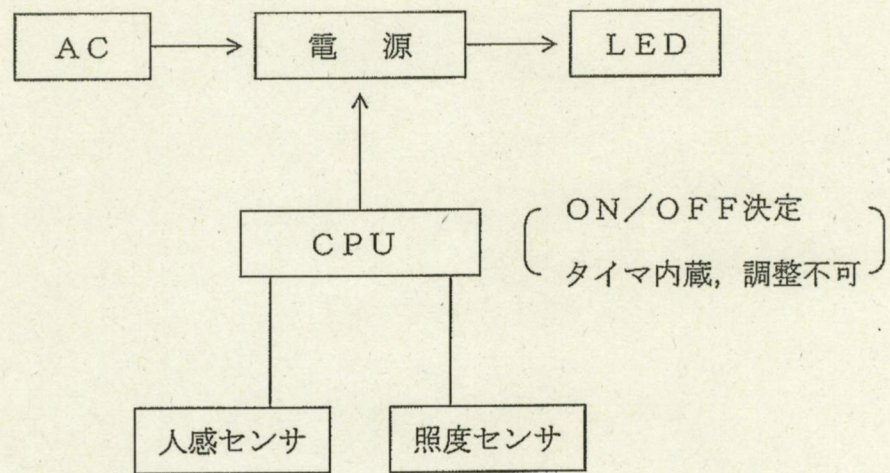 AC
電 源
LED
CPU
ON/OFF決定
タイマ内蔵，調整不可
人感センサ
照度センサ